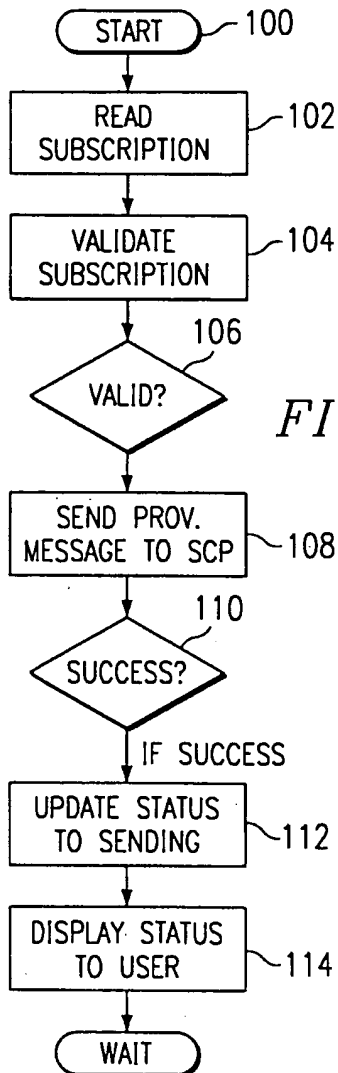 START
100
READ
SUBSCRIPTION
102
VALIDATE
SUBSCRIPTION
104
106
VALID?
FI
SEND PROV.
MESSAGE TO SCP
108
110
SUCCESS?
IF SUCCESS
UPDATE STATUS
TO SENDING
112
DISPLAY STATUS
TO USER
114
WAIT